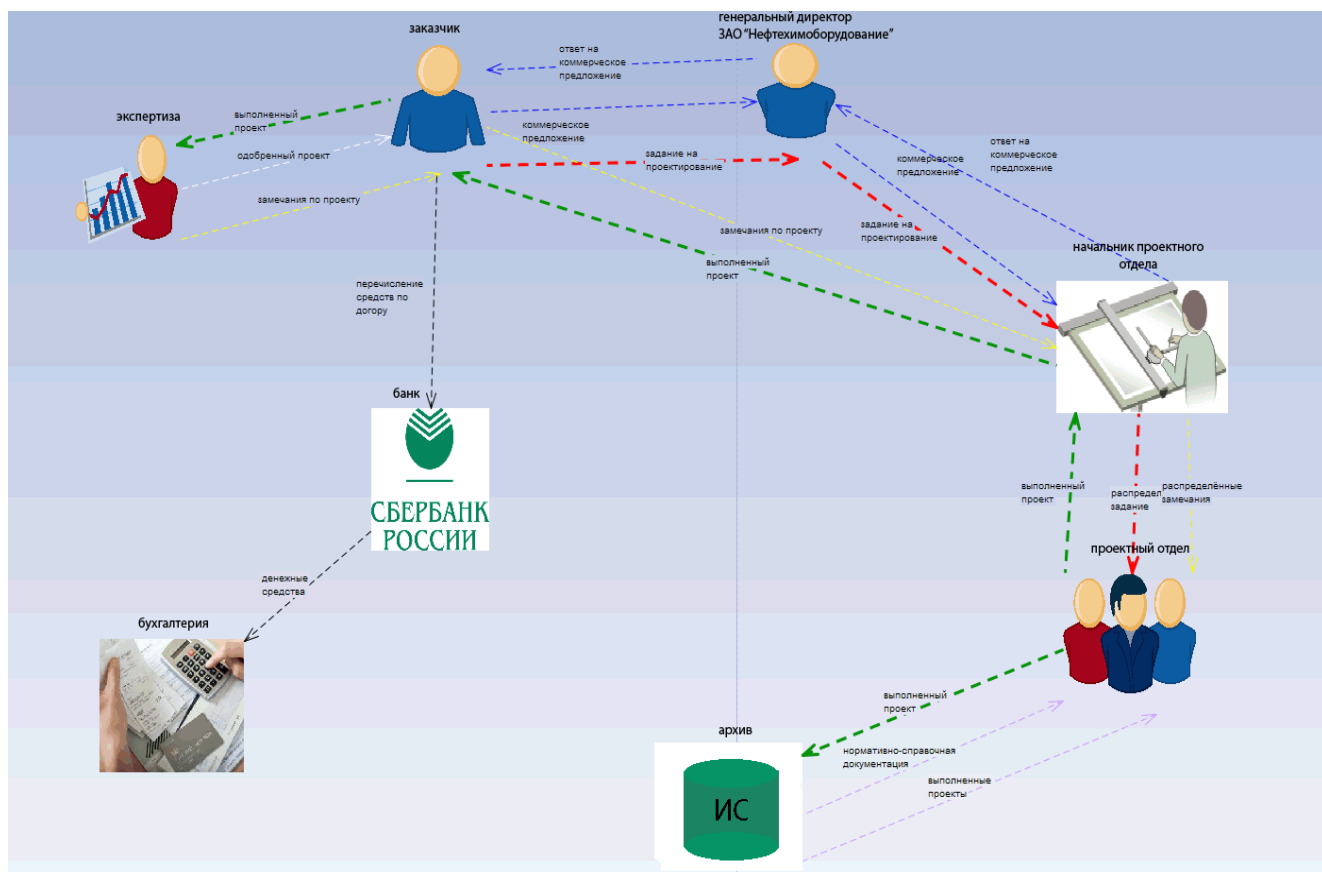 генеральный директор
ЗАО "Нефтехимоборудование"
заказчик
ответ на
коммерческое
предложение
экспертиза
выполненный
проект
коммерческое
предложение
одобренный проект
задание на
проектирование
коммерческое
предложение
ответ на
коммерческое
предложение
замечания по проекту
замечания по проекту
задание на
проектирование
выполненный
проект
начальник проектного
отдела
перечисление
средств по
догору
банк
СБЕРБАНК
РОССИИ
выполненный
проект
распредел
задание
распределённые
замечания
проектный отдел
денежные
средства
бухгалтерия
выполненный
проект
архив
нормативно-справочная
документация
выполненные
проекты
ИС